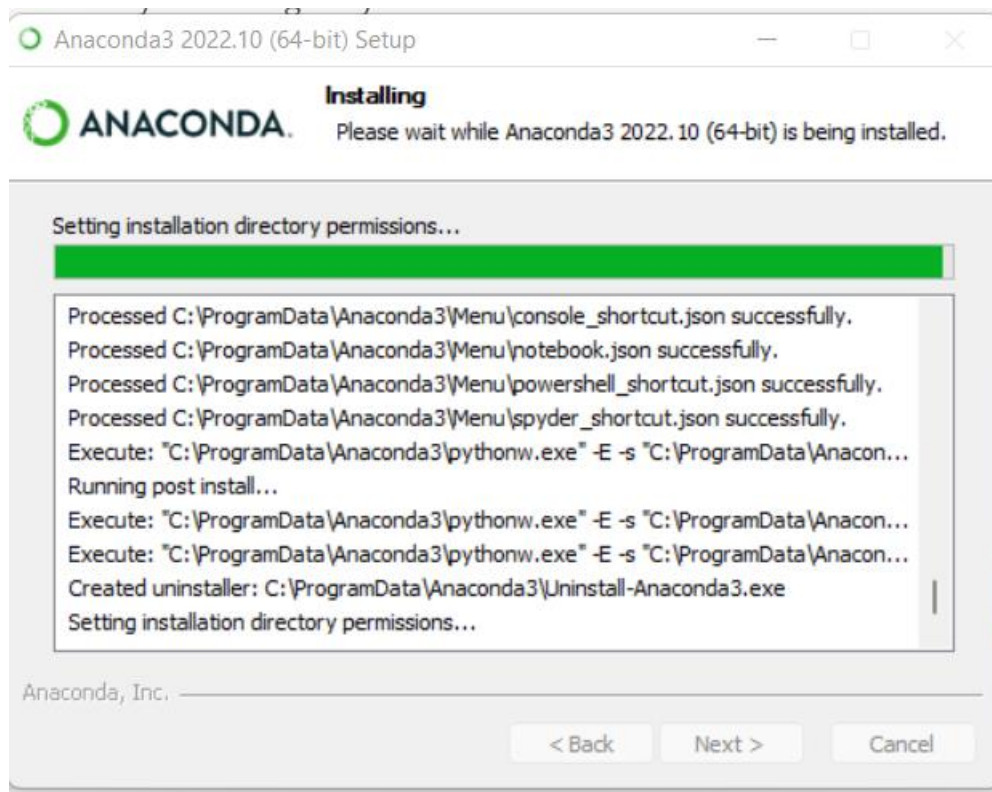 Anaconda3 2022.10 (64-bit) Setup
ANACONDA.
Installing
Please wait while Anaconda3 2022.10 (64-bit) is being installed.
Setting installation directory permissions...
Processed C:\ProgramData\Anaconda3\Menu\console_shortcut.json successfully.
Processed C:\ProgramData\Anaconda3\Menu\notebook.json successfully.
Processed C:\ProgramData\Anaconda3\Menu\powershell_shortcut.json successfully.
Processed C:\ProgramData\Anaconda3\Menu\spyder_shortcut.json successfully.
Execute: "C:\ProgramData\Anaconda3\pythonw.exe" -E -s "C:\ProgramData\Anacon...
Running post install...
Execute: "C:\ProgramData\Anaconda3\pythonw.exe" -E -s "C:\ProgramData\Anacon...
Execute: "C:\ProgramData\Anaconda3\pythonw.exe" -E -s "C:\ProgramData\Anacon...
Created uninstaller: C:\ProgramData\Anaconda3\Uninstall-Anaconda3.exe
Setting installation directory permissions...
Anaconda, Inc.
< Back Next > Cancel